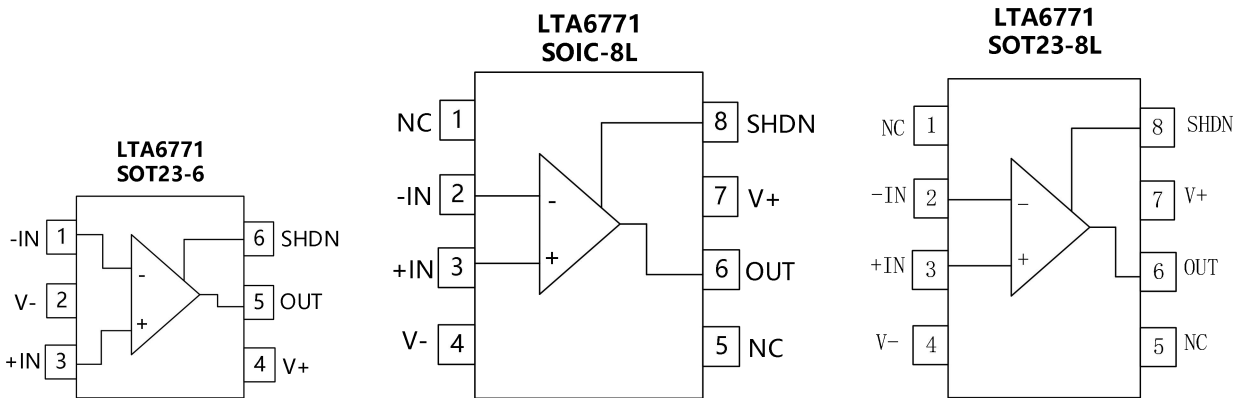 LTA6771
SOT23-6
-IN 1
6 SHDN
-
V- 2
5 OUT
+
+IN 3
4 V+
LTA6771
SOIC-8L
NC 1
8 SHDN
-IN 2
-
7 V+
+IN 3
+
6 OUT
V- 4
5 NC
LTA6771
SOT23-8L
NC 1
8 SHDN
-IN 2
-
7 V+
+IN 3
+
6 OUT
V- 4
5 NC